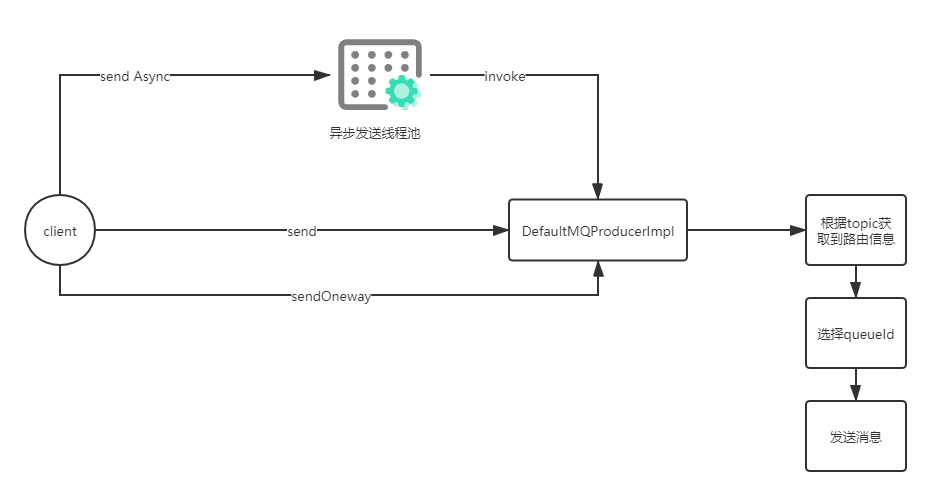 send Async
invoke
异步发送线程池
client
send
DefaultMQProducerImpl
根据topic获
取到路由信息
sendOneway
选择queueId
发送消息